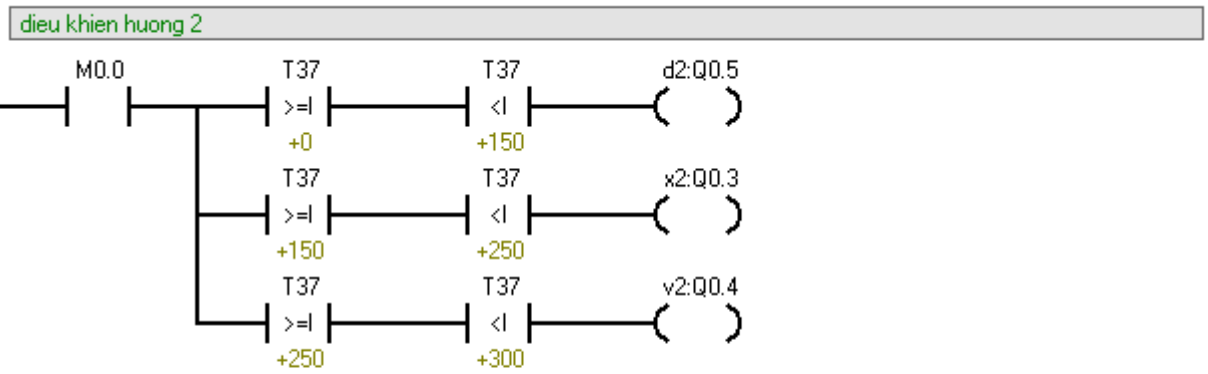 dieu khien huong 2
M0.0 T37 T37 d2:Q0.5
>=I <I
+0 +150
T37 T37 x2:Q0.3
>=I <I
+150 +250
T37 T37 v2:Q0.4
>=I <I
+250 +300